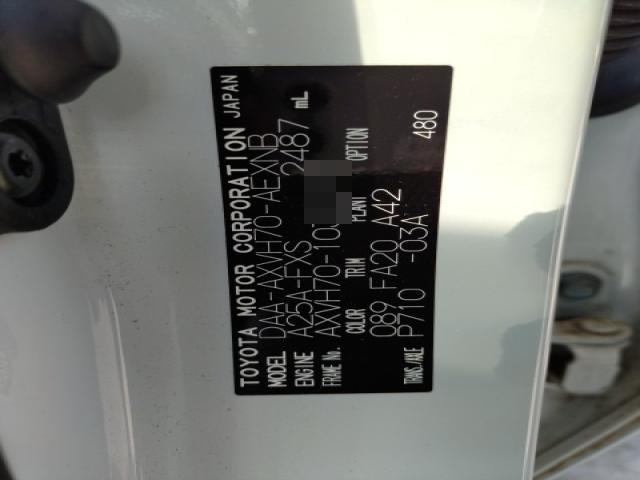 TOYOTA MOTOR CORPORATION JAPAN
MODEL DAA-AXVH70-AEXNB
ENGINE A25A-FXS 2487 mL
FRAME No. AXVH70-10
COLOR TRIM PLANT OPTION
089 FA20 A42
TRANS/AXLE P710 -03A 480